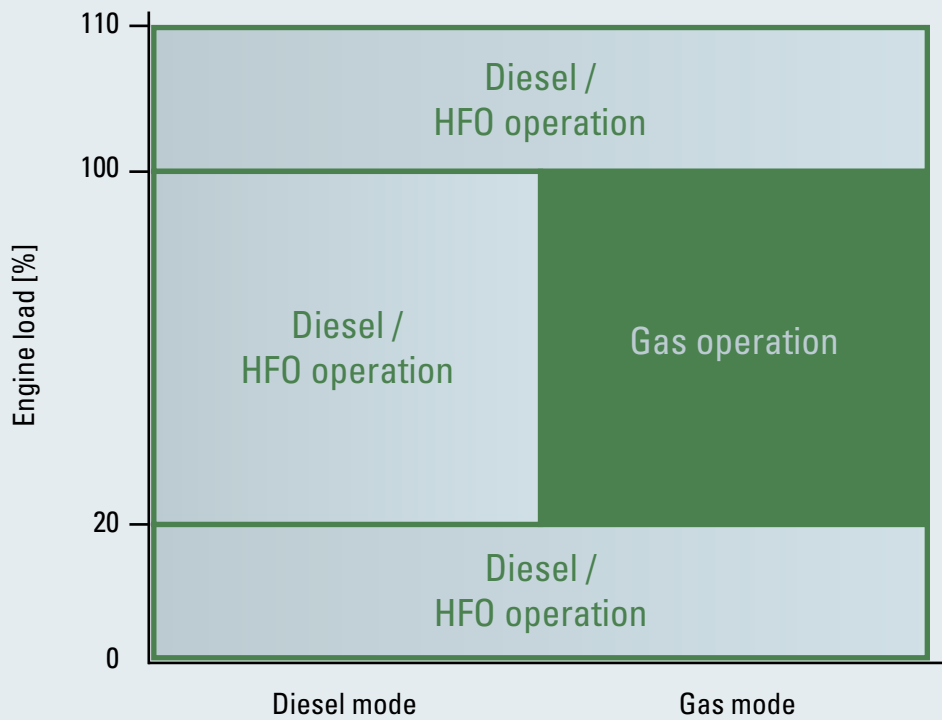 110
Diesel /
HFO operation
100
Engine load [%]
Diesel /
HFO operation
Gas operation
20
Diesel /
HFO operation
0
Diesel mode
Gas mode